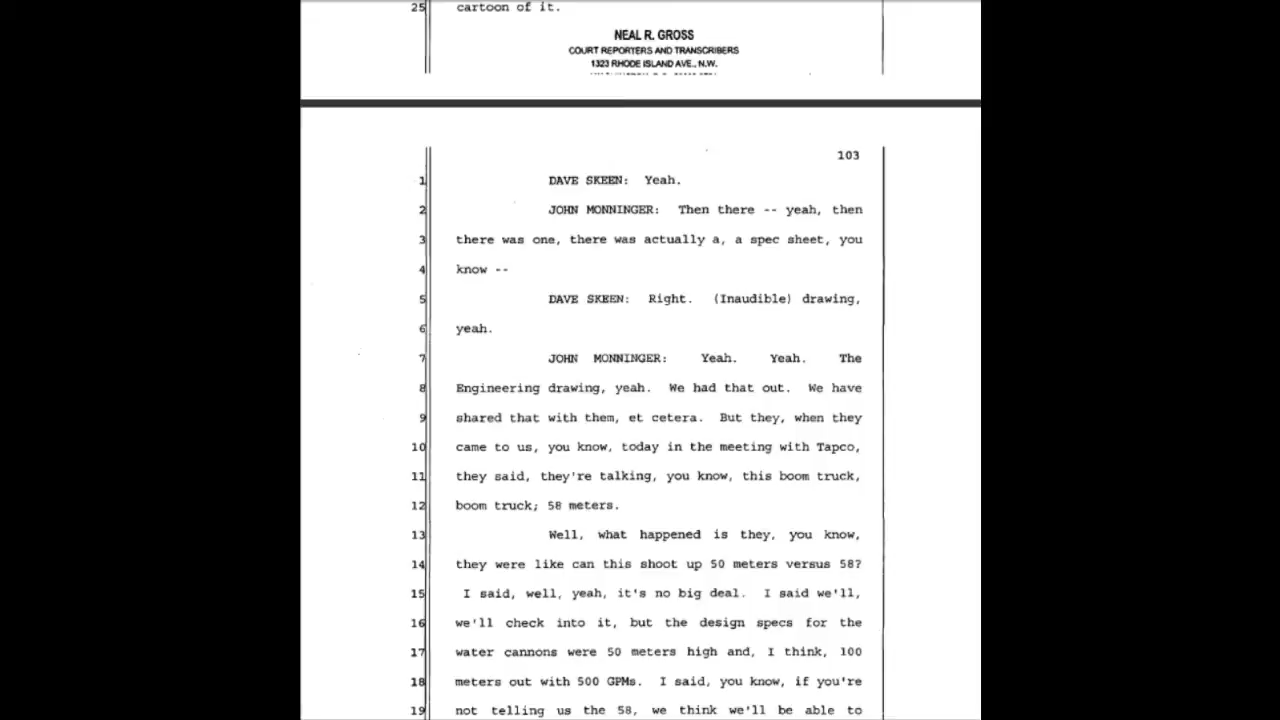 25 cartoon of it.
NEAL R. GROSS
COURT REPORTERS AND TRANSCRIBERS
1323 RHODE ISLAND AVE., N.W.
103
1 DAVE SKEEN: Yeah.
2 JOHN MONNINGER: Then there -- yeah, then
3 there was one, there was actually a, a spec sheet, you
4 know --
5 DAVE SKEEN: Right. (Inaudible) drawing,
6 yeah.
7 JOHN MONNINGER: Yeah. Yeah. The
8 Engineering drawing, yeah. We had that out. We have
9 shared that with them, et cetera. But they, when they
10 came to us, you know, today in the meeting with Tapco,
11 they said, they're talking, you know, this boom truck,
12 boom truck; 58 meters.
13 Well, what happened is they, you know,
14 they were like can this shoot up 50 meters versus 58?
15 I said, well, yeah, it's no big deal. I said we'll,
16 we'll check into it, but the design specs for the
17 water cannons were 50 meters high and, I think, 100
18 meters out with 500 GPMs. I said, you know, if you're
19 not telling us the 58, we think we'll be able to